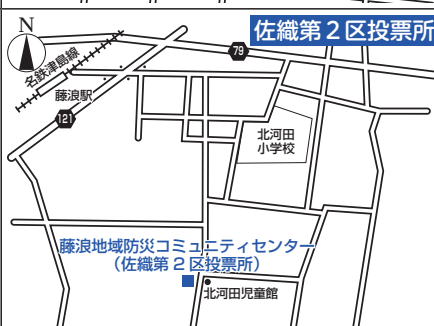 佐織第2区投票所
N
79
名鉄津島線
藤浪駅
121
北河田
小学校
藤浪地域防災コミュニティセンター
（佐織第2区投票所）
北河田児童館